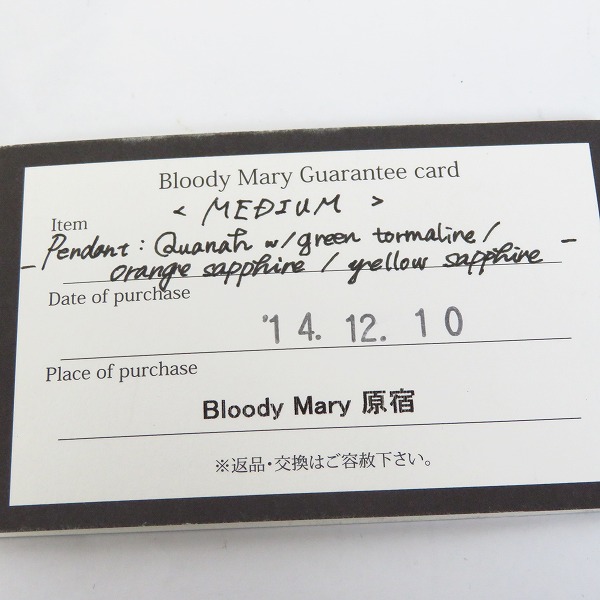 Bloody Mary Guarantee card
< MEDIUM >
Item
- Pendant : Quanah w/ green tormaline /
orange sapphire / yellow sapphire -
Date of purchase
'14.12.10
Place of purchase
Bloody Mary 原宿
※返品・交換はご容赦下さい。